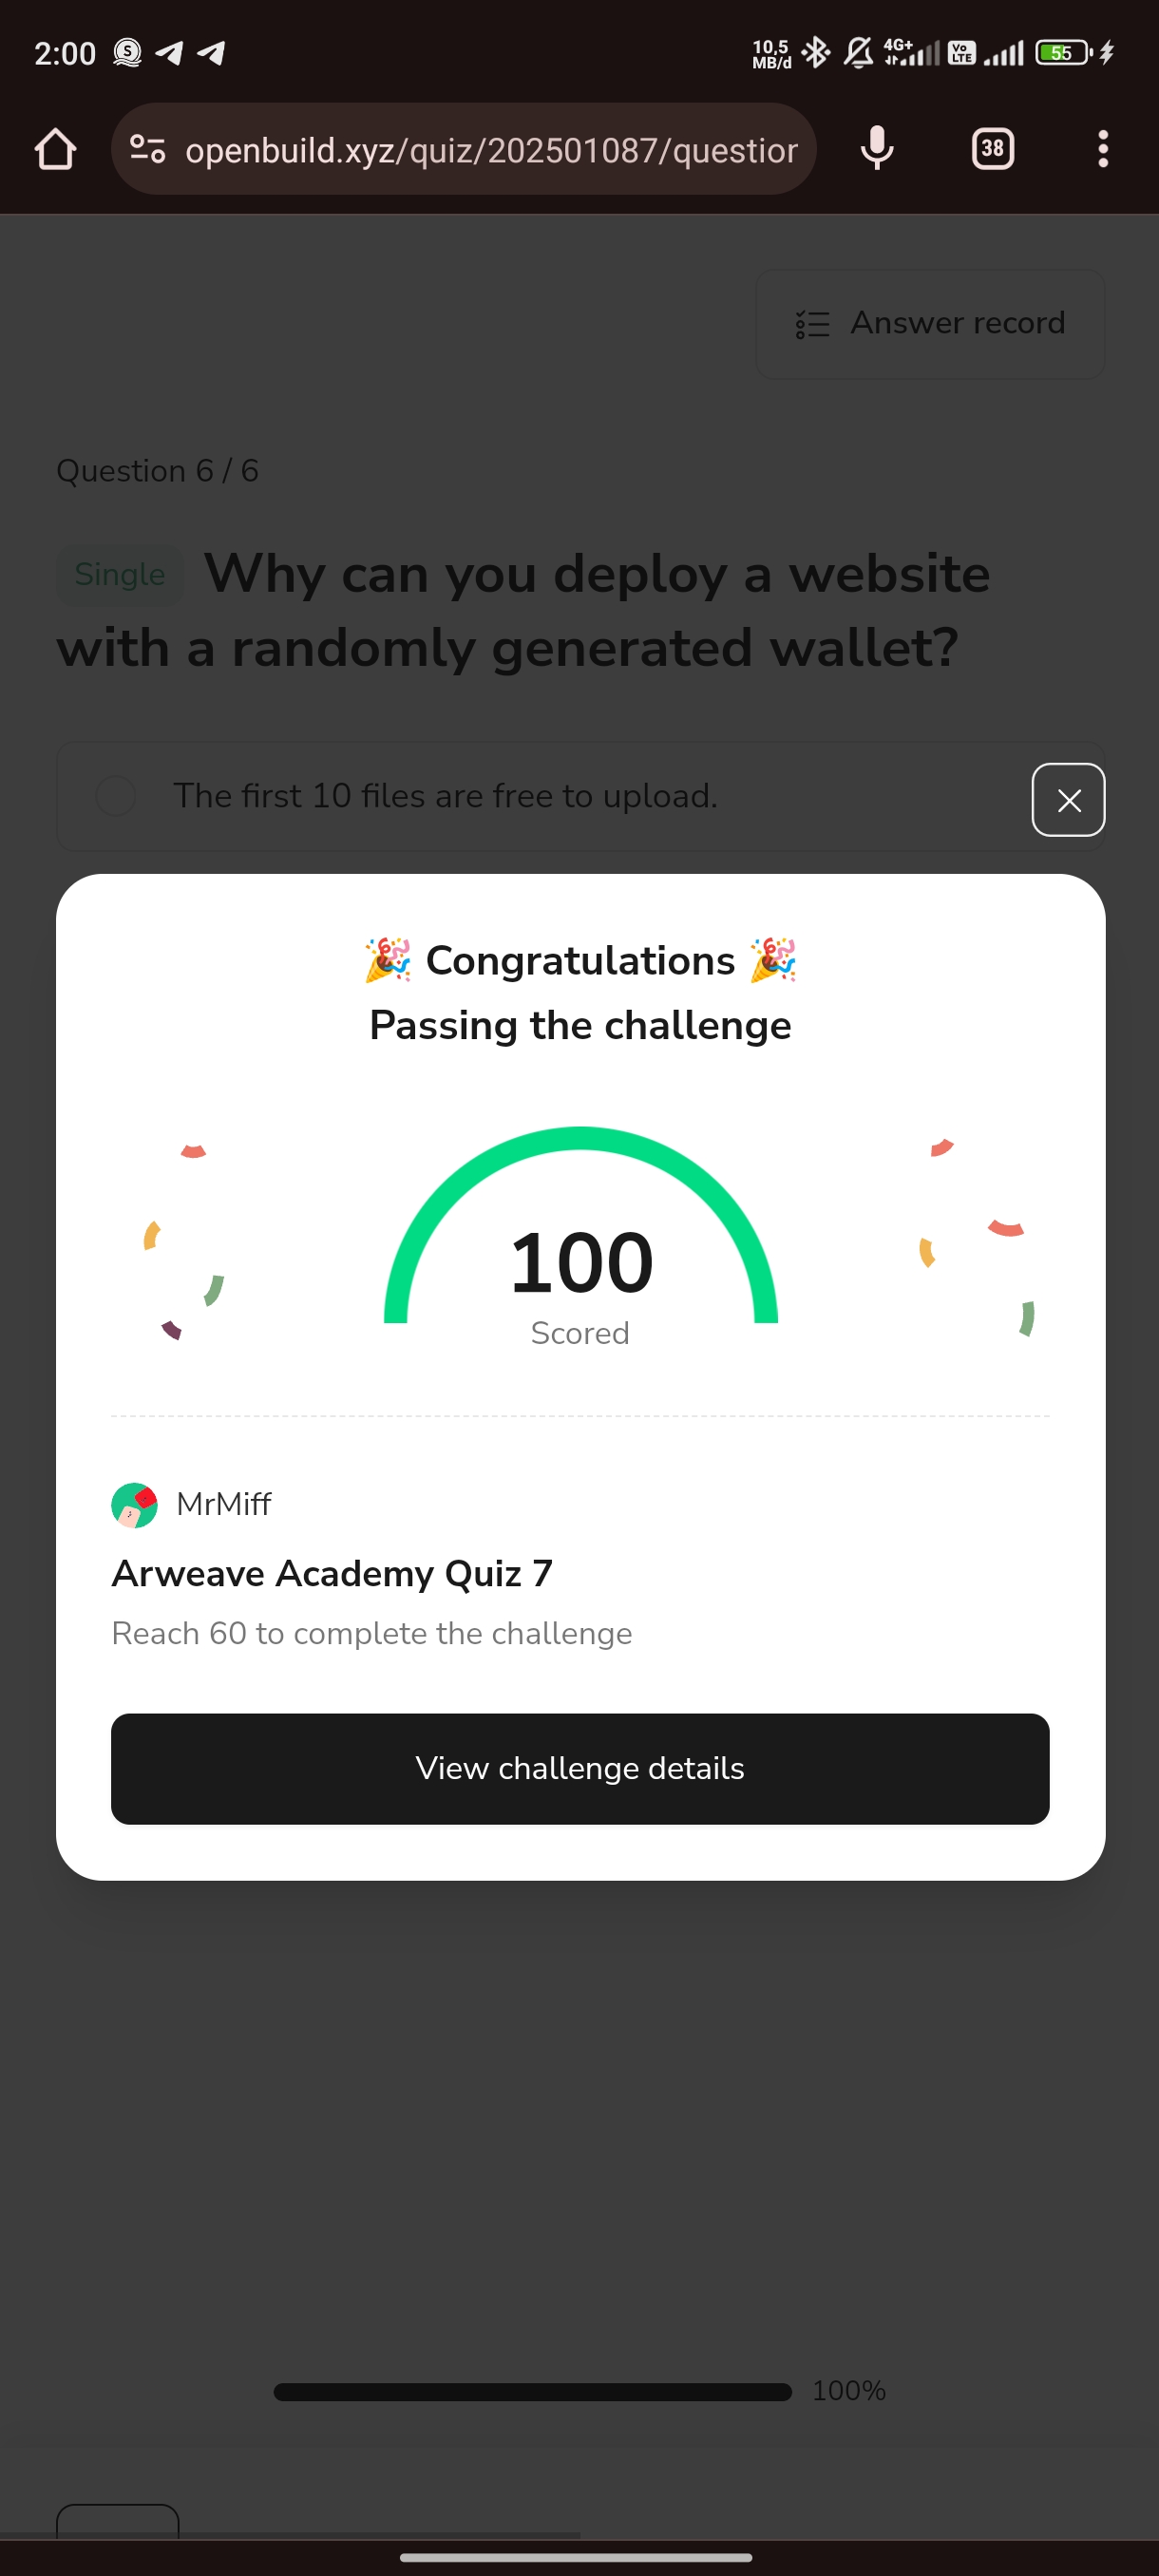 2:00
10,5
MB/d
4G+
Vo
LTE
55
openbuild.xyz/quiz/202501087/question
38
Answer record
Question 6 / 6
Single Why can you deploy a website
with a randomly generated wallet?
The first 10 files are free to upload.
🎉 Congratulations 🎉
Passing the challenge
100
Scored
MrMiff
Arweave Academy Quiz 7
Reach 60 to complete the challenge
View challenge details
100%